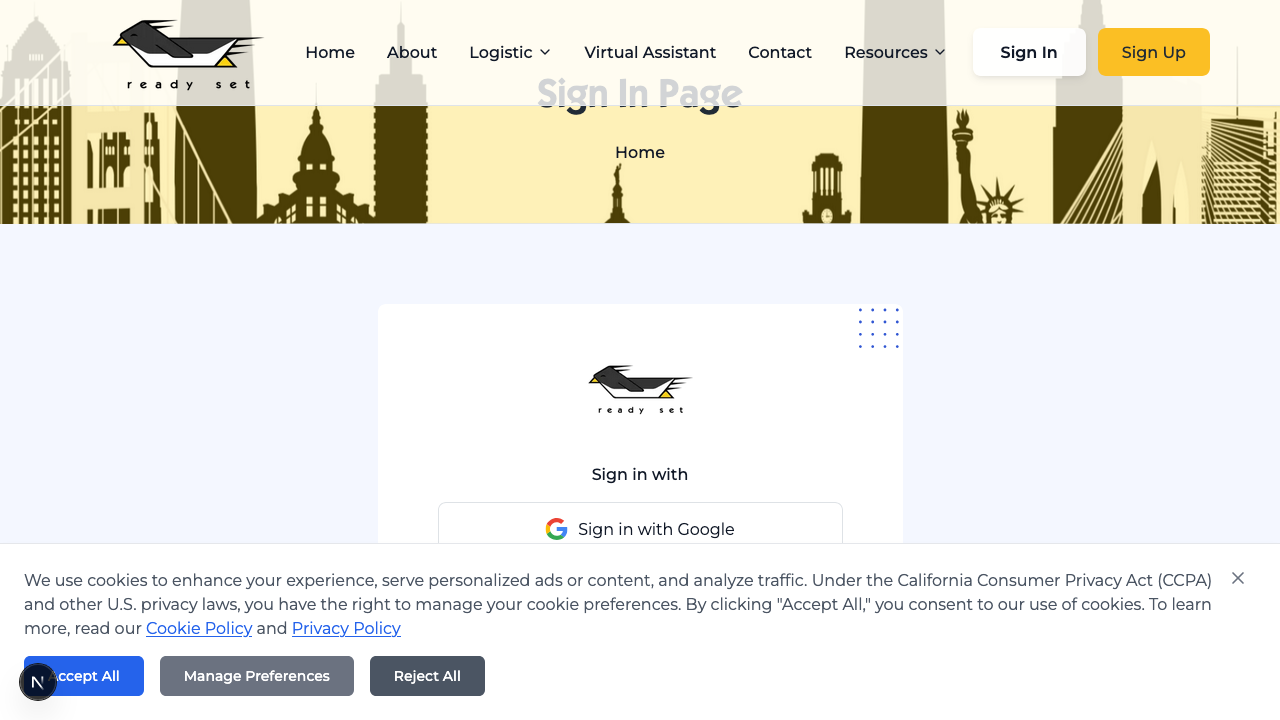 ready set
Home About Logistic Virtual Assistant Contact Resources Sign In Sign Up
Sign In Page
Home
ready set
Sign in with
Sign in with Google
We use cookies to enhance your experience, serve personalized ads or content, and analyze traffic. Under the California Consumer Privacy Act (CCPA)
and other U.S. privacy laws, you have the right to manage your cookie preferences. By clicking "Accept All," you consent to our use of cookies. To learn
more, read our Cookie Policy and Privacy Policy
Accept All Manage Preferences Reject All
N